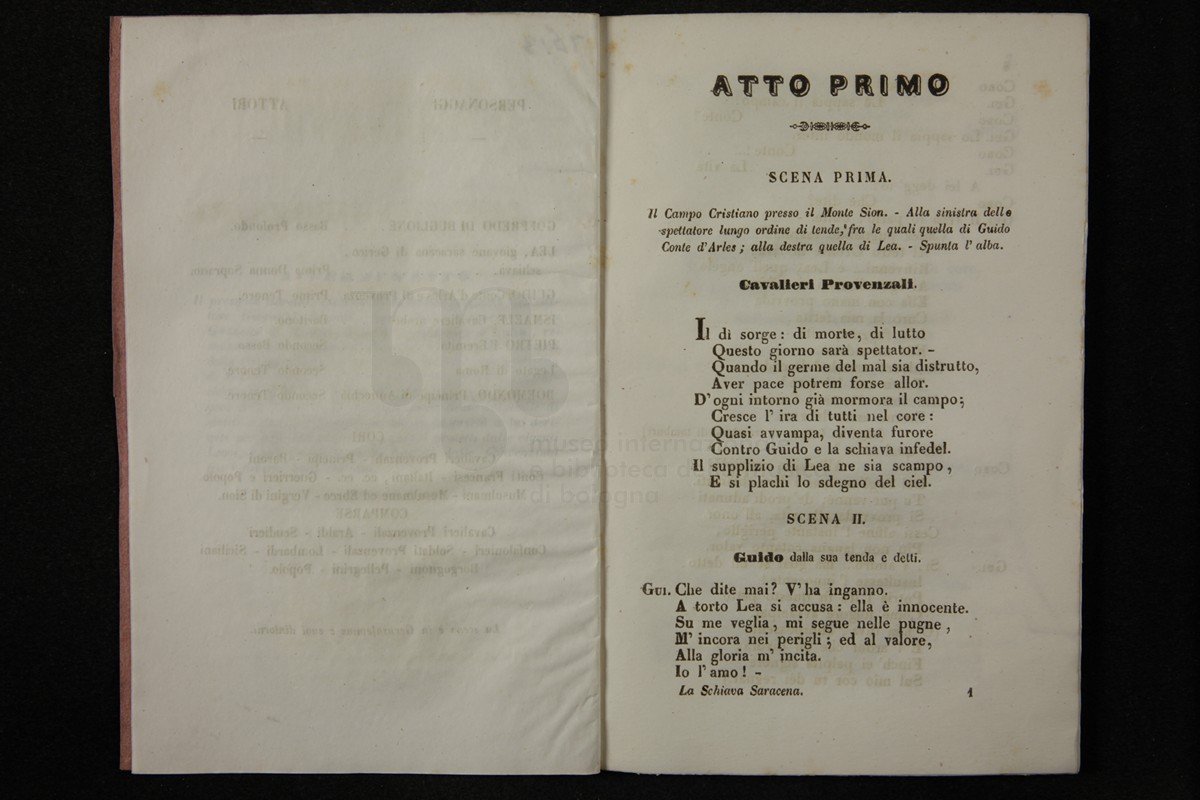 ATTO PRIMO
SCENA PRIMA.
Il Campo Cristiano presso il Monte Sion. - Alla sinistra delle
spettatore lungo ordine di tende, fra le quali quella di Guido
Conte d'Arles; alla destra quella di Lea. - Spunta l'alba.
Cavalieri Provenzali.
Il dì sorge: di morte, di lutto
Questo giorno sarà spettator. -
Quando il germe del mal sia distrutto,
Aver pace potrem forse allor.
D'ogni intorno già mormora il campo;
Cresce l'ira di tutti nel core:
Quasi avvampa, diventa furore
Contro Guido e la schiava infedel.
Il supplizio di Lea ne sia scampo,
E si plachi lo sdegno del ciel.
SCENA II.
Guido dalla sua tenda e detti.
GUI. Che dite mai? V'ha inganno.
A torto Lea si accusa: ella è innocente.
Su me veglia, mi segue nelle pugne,
M'incora nei perigli; ed al valore,
Alla gloria m'incita.
Io l'amo! -
La Schiava Saracena. 1
museo internaz
e biblioteca d
di bologna